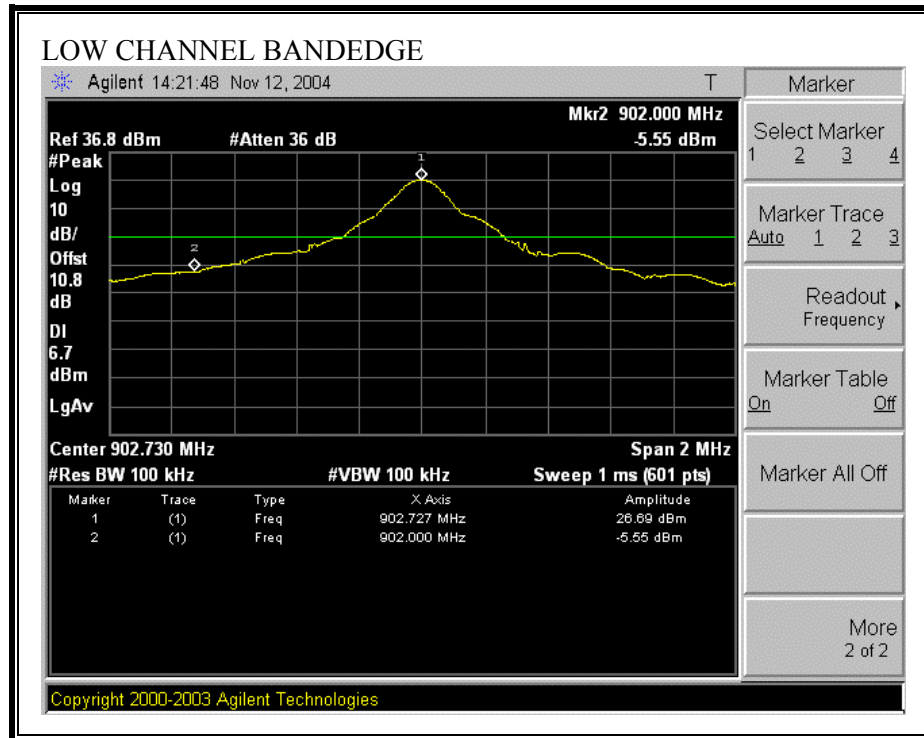 LOW CHANNEL BANDEDGE
Agilent 14:21:48 Nov 12, 2004 T
Mkr2 902.000 MHz
Ref 36.8 dBm #Atten 36 dB -5.55 dBm
#Peak
Log
10
dB/
Offst
10.8
dB
DI
6.7
dBm
LgAv
1
2
Center 902.730 MHz Span 2 MHz
#Res BW 100 kHz #VBW 100 kHz Sweep 1 ms (601 pts)
Marker Trace Type X Axis Amplitude
1 (1) Freq 902.727 MHz 26.69 dBm
2 (1) Freq 902.000 MHz -5.55 dBm
Marker
Select Marker
1 2 3 4
Marker Trace
Auto 1 2 3
Readout
Frequency
Marker Table
On Off
Marker All Off
More
2 of 2
Copyright 2000-2003 Agilent Technologies